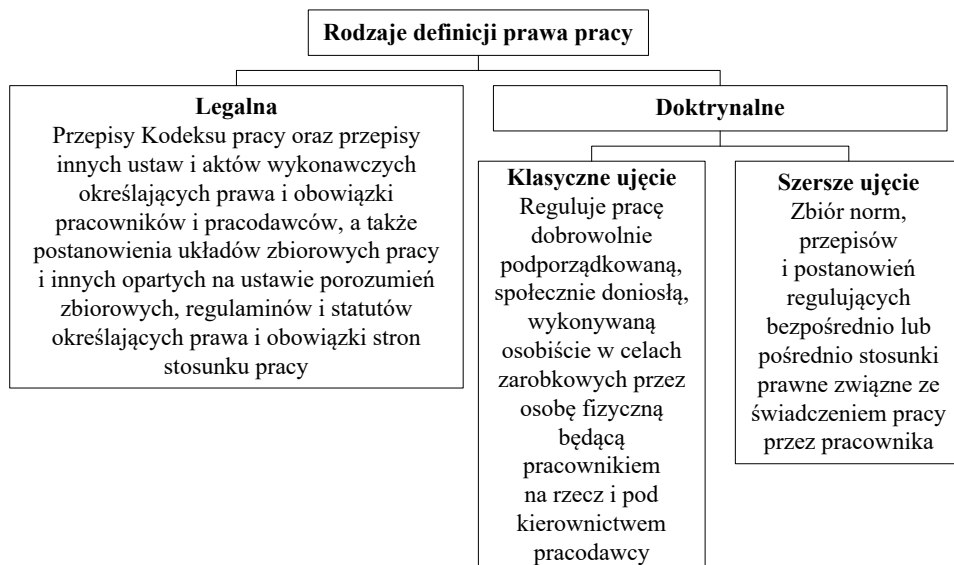 Rodzaje definicji prawa pracy
Legalna
Przepisy Kodeksu pracy oraz przepisy
innych ustaw i aktów wykonawczych
określających prawa i obowiązki
pracowników i pracodawców, a także
postanowienia układów zbiorowych pracy
i innych opartych na ustawie porozumień
zbiorowych, regulaminów i statutów
określających prawa i obowiązki stron
stosunku pracy
Doktrynalne
Klasyczne ujęcie
Reguluje pracę
dobrowolnie
podporządkowaną,
społecznie doniosłą,
wykonywaną
osobiście w celach
zarobkowych przez
osobę fizyczną
będącą
pracownikiem
na rzecz i pod
kierownictwem
pracodawcy
Szersze ujęcie
Zbiór norm,
przepisów
i postanowień
regulujących
bezpośrednio lub
pośrednio stosunki
prawne związne ze
świadczeniem pracy
przez pracownika